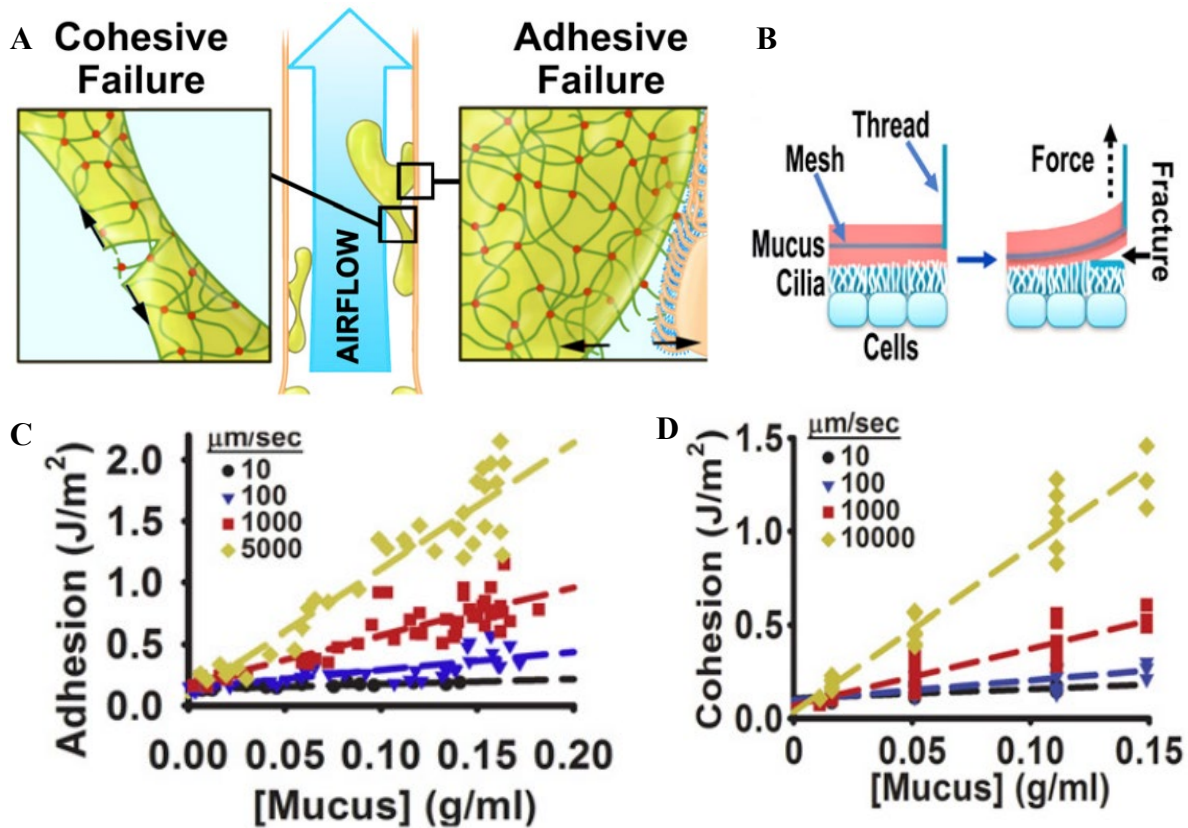 A
Cohesive
Failure
AIRFLOW
Adhesive
Failure
B
Thread
Mesh
Mucus
Cilia
Cells
Force
Fracture
C
Adhesion (J/m²)
2.0
1.5
1.0
0.5
0.0
μm/sec
10
100
1000
5000
0.00 0.05 0.10 0.15 0.20
[Mucus] (g/ml)
D
Cohesion (J/m²)
1.5
1.0
0.5
0.0
μm/sec
10
100
1000
10000
0 0.05 0.10 0.15
[Mucus] (g/ml)